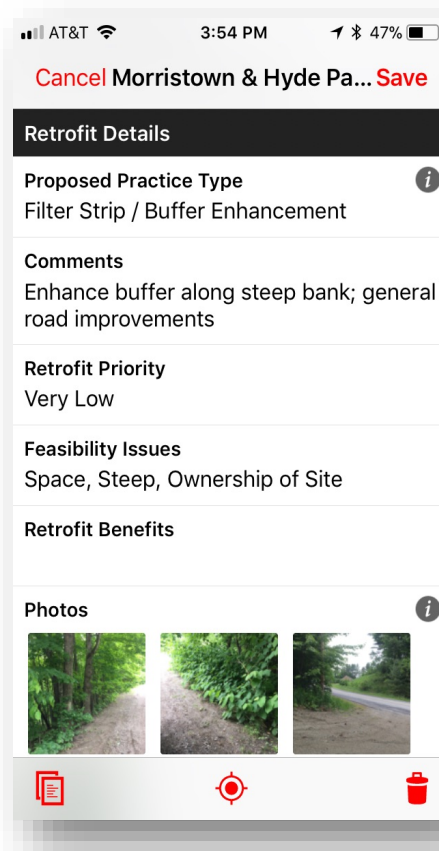 AT&T 3:54 PM 47%
Cancel Morristown & Hyde Pa... Save
Retrofit Details
Proposed Practice Type
Filter Strip / Buffer Enhancement
Comments
Enhance buffer along steep bank; general
road improvements
Retrofit Priority
Very Low
Feasibility Issues
Space, Steep, Ownership of Site
Retrofit Benefits
Photos